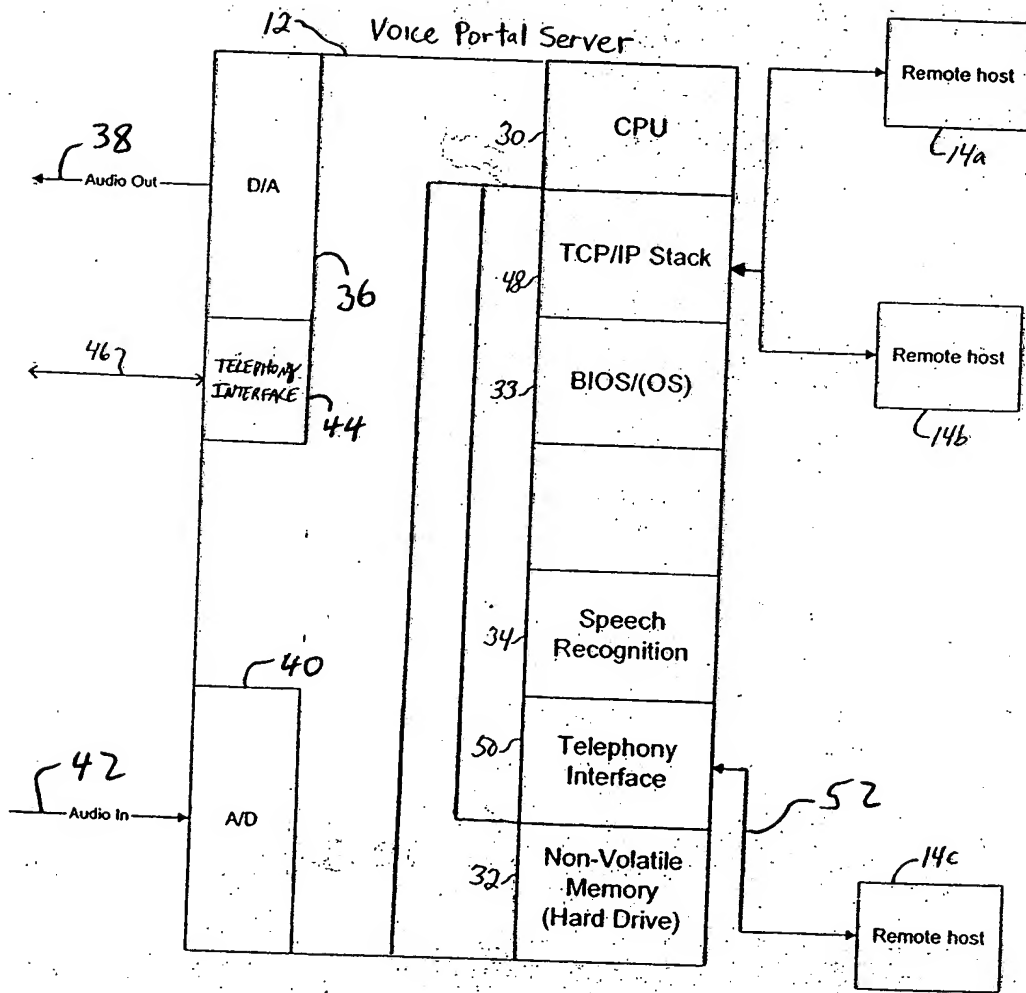 12 Voice Portal Server
Remote host
14a
38
Audio Out
D/A
36
30
CPU
48
TCP/IP Stack
Remote host
14b
46
TELEPHONY
INTERFACE
44
33
BIOS/(OS)
34
Speech
Recognition
40
42
Audio In
A/D
50
Telephony
Interface
52
32
Non-Volatile
Memory
(Hard Drive)
14c
Remote host